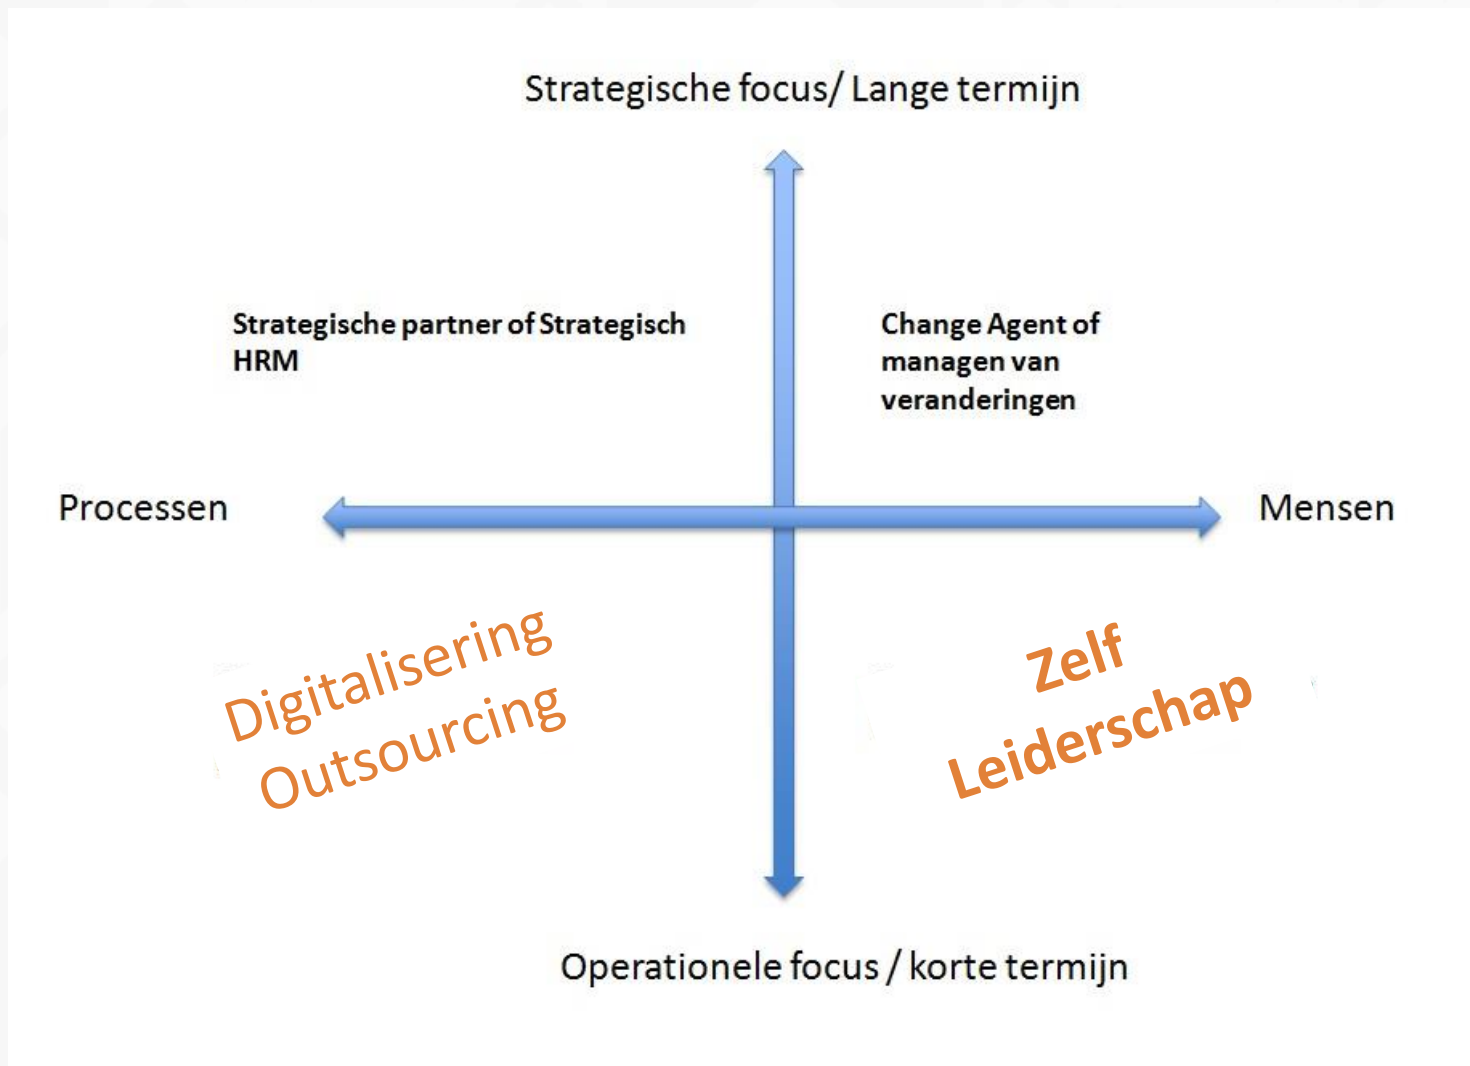 Strategische focus/ Lange termijn
Strategische partner of Strategisch
HRM
Change Agent of
managen van
veranderingen
Processen
Mensen
Digitalisering
Outsourcing
Zelf
Leiderschap
Operationele focus / korte termijn